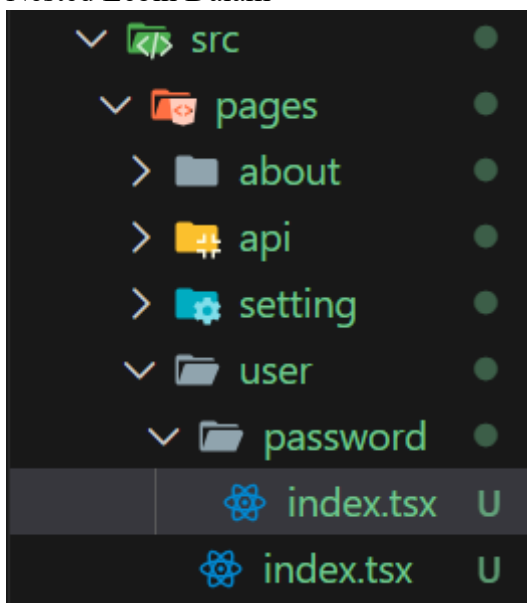 src
pages
about
api
setting
user
password
index.tsx U
index.tsx U